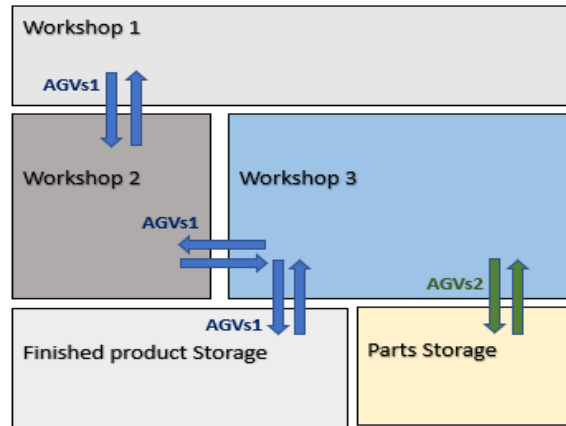 Workshop 1
AGVs1
Workshop 2
Workshop 3
AGVs1
AGVs2
AGVs1
Finished product Storage
Parts Storage